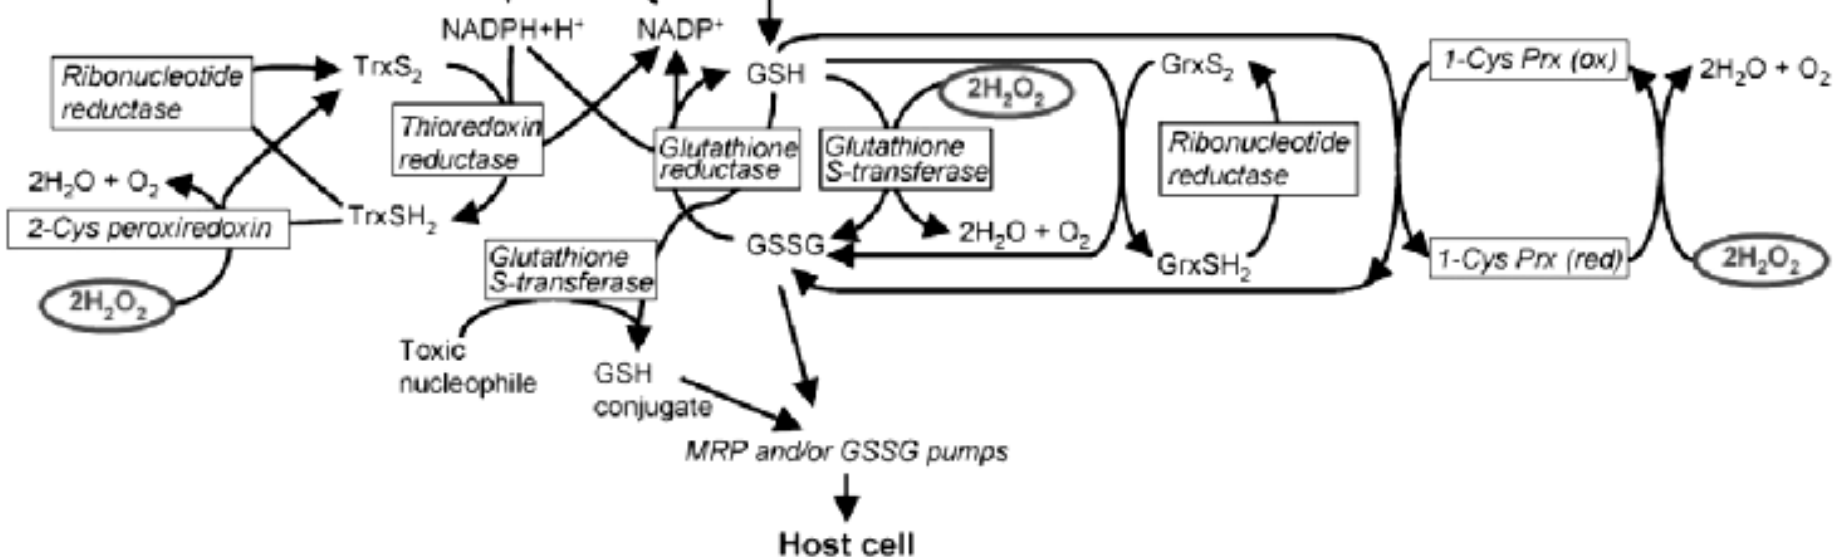 NADPH+H⁺
NADP⁺
Ribonucleotide
reductase
TrxS₂
GSH
2H₂O₂
GrxS₂
1-Cys Prx (ox)
2H₂O + O₂
Thioredoxin
reductase
Glutathione
reductase
Glutathione
S-transferase
Ribonucleotide
reductase
2H₂O + O₂
TrxSH₂
2-Cys peroxiredoxin
GSSG
2H₂O + O₂
GrxSH₂
1-Cys Prx (red)
2H₂O₂
Glutathione
S-transferase
2H₂O₂
Toxic
nucleophile
GSH
conjugate
MRP and/or GSSG pumps
Host cell